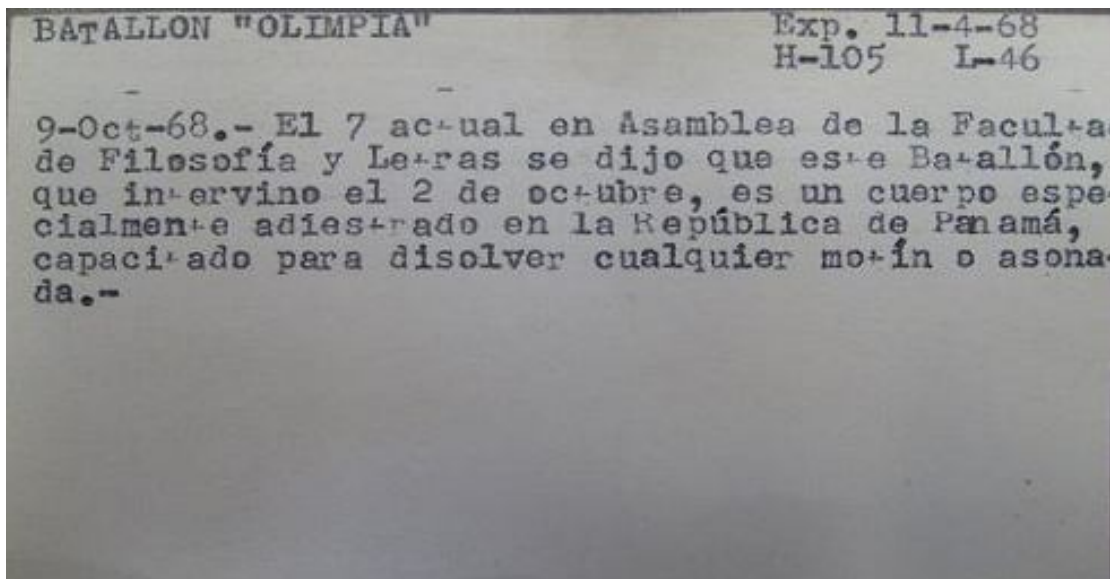 BATALLON "OLIMPIA" Exp. 11-4-68
H-105 L-46
9-Oct-68.- El 7 actual en Asamblea de la Faculta
de Filosofía y Letras se dijo que este Batallón,
que intervino el 2 de octubre, es un cuerpo espe
cialmente adiestrado en la República de Panamá,
capacitado para disolver cualquier motín o asona-
da.-